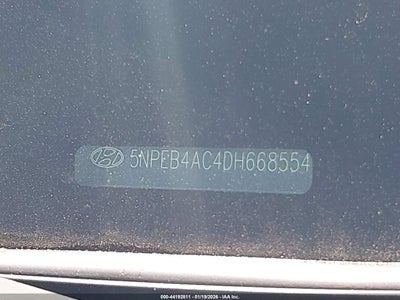 5NPEB4AC4DH668554
000-44192811 - 01/19/2026 - IAA Inc.